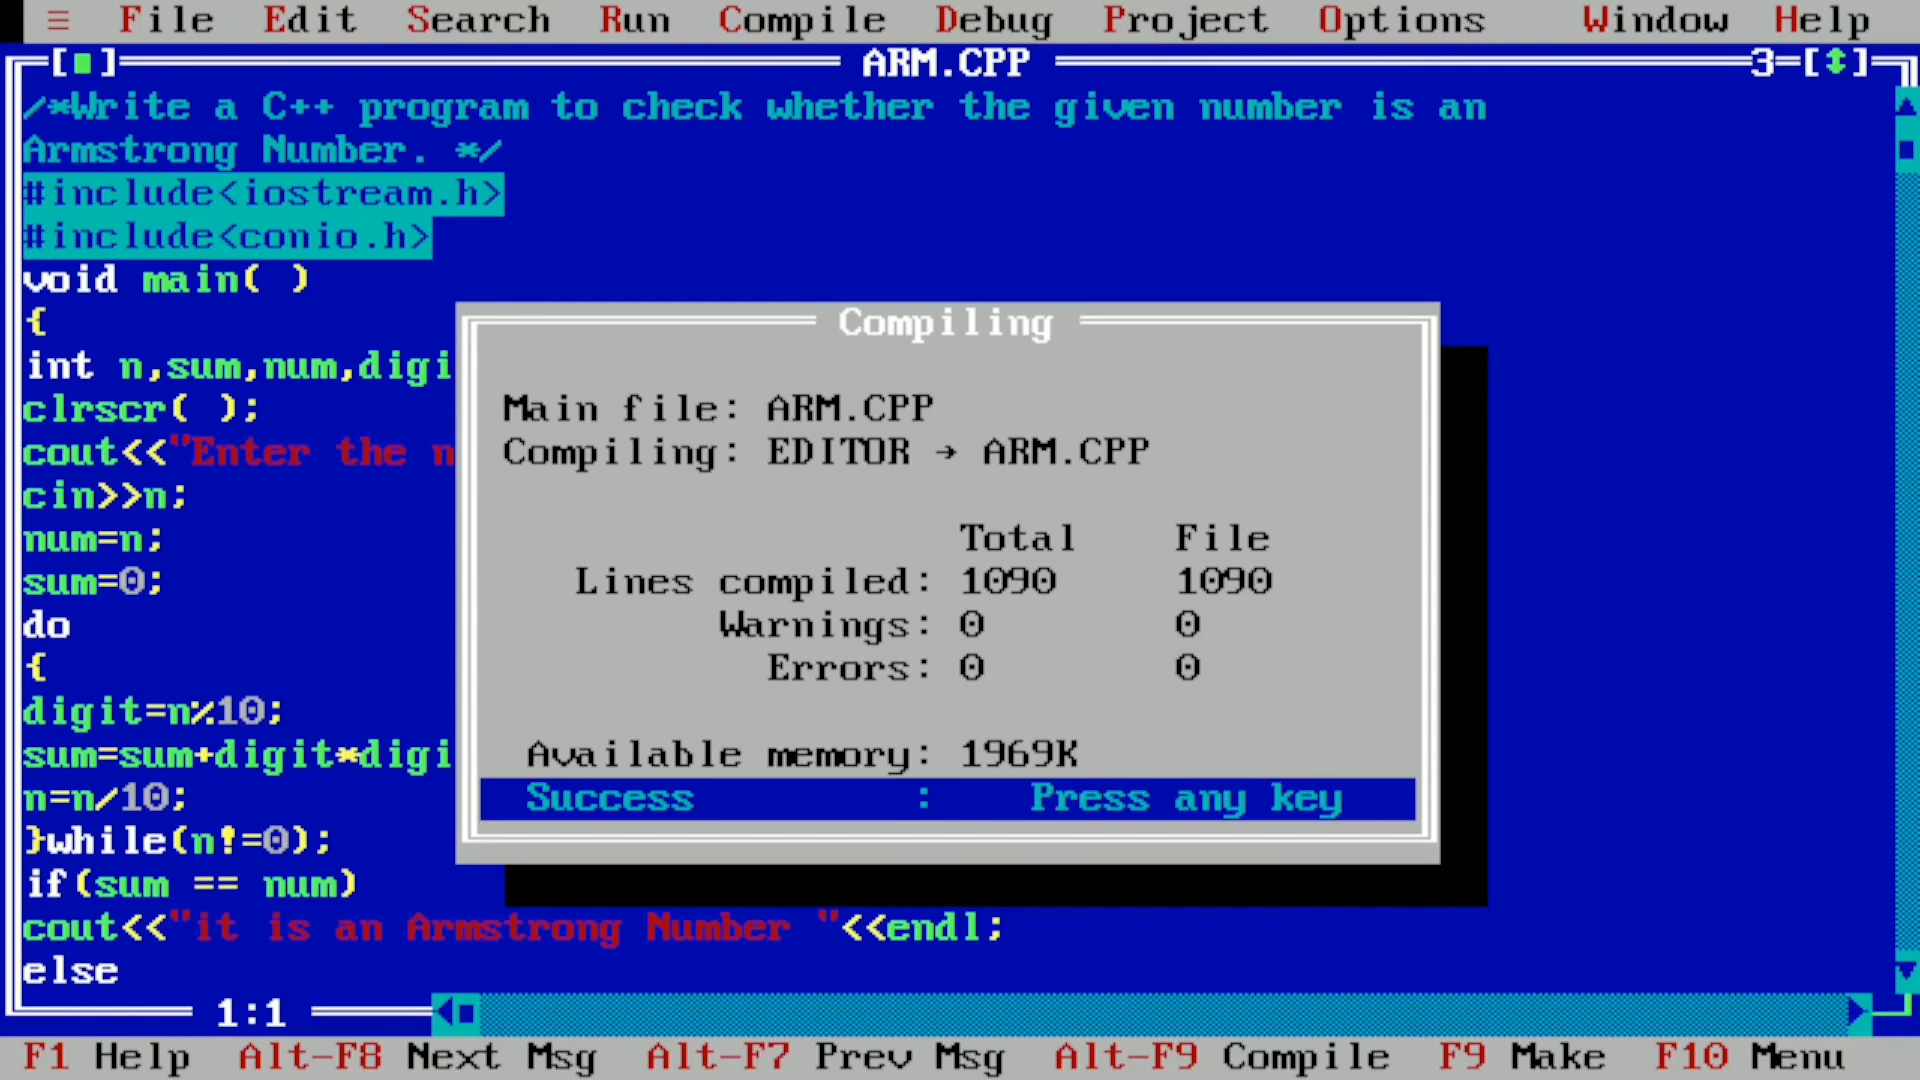 ≡ File Edit Search Run Compile Debug Project Options Window Help
[■] ARM.CPP 3=[↕]
/*Write a C++ program to check whether the given number is an
Armstrong Number. */
#include<iostream.h>
#include<conio.h>
void main( )
{
int n,sum,num,digi
clrscr( );
cout<<"Enter the n
cin>>n;
num=n;
sum=0;
do
{
digit=n%10;
sum=sum+digit*digi
n=n/10;
}while(n!=0);
if(sum == num)
cout<<"it is an Armstrong Number "<<endl;
else
Compiling
Main file: ARM.CPP
Compiling: EDITOR → ARM.CPP
Total File
Lines compiled: 1090 1090
Warnings: 0 0
Errors: 0 0
Available memory: 1969K
Success : Press any key
1:1
F1 Help Alt-F8 Next Msg Alt-F7 Prev Msg Alt-F9 Compile F9 Make F10 Menu